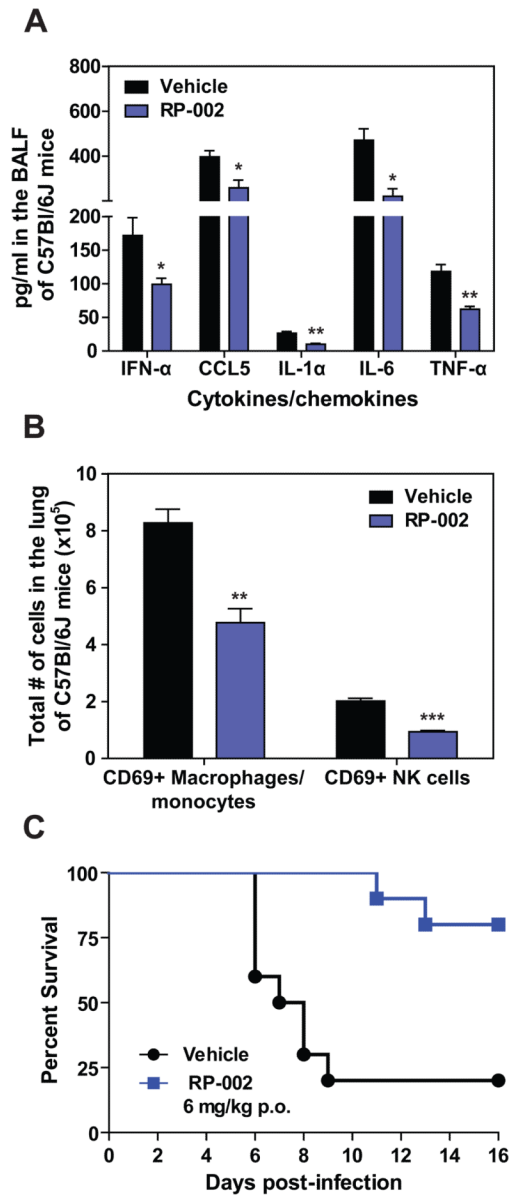 A
pg/ml in the BALF
of C57Bl/6J mice
800
600
400
200
150
100
50
0
Vehicle
RP-002
*
*
**
*
**
IFN-α
CCL5
IL-1α
IL-6
TNF-α
Cytokines/chemokines
B
Total # of cells in the lung
of C57Bl/6J mice (x10⁵)
10
8
6
4
2
0
Vehicle
RP-002
**
***
CD69+ Macrophages/
monocytes
CD69+ NK cells
C
Percent Survival
100
75
50
25
0
Vehicle
RP-002
6 mg/kg p.o.
0 2 4 6 8 10 12 14 16
Days post-infection